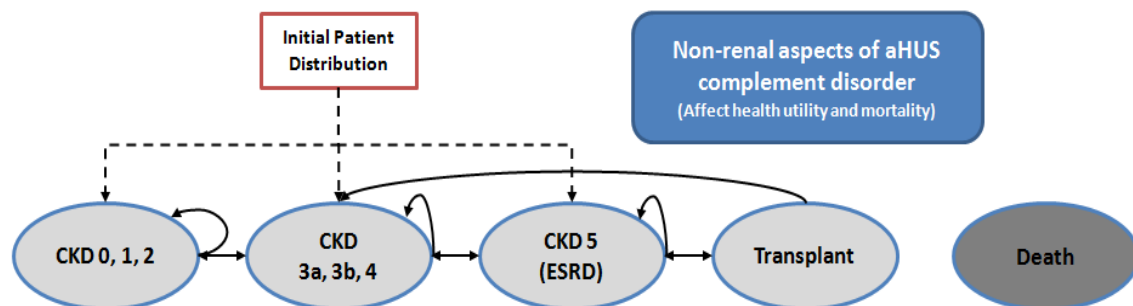 Initial Patient
Distribution
Non-renal aspects of aHUS
complement disorder
(Affect health utility and mortality)
CKD 0, 1, 2
CKD
3a, 3b, 4
CKD 5
(ESRD)
Transplant
Death